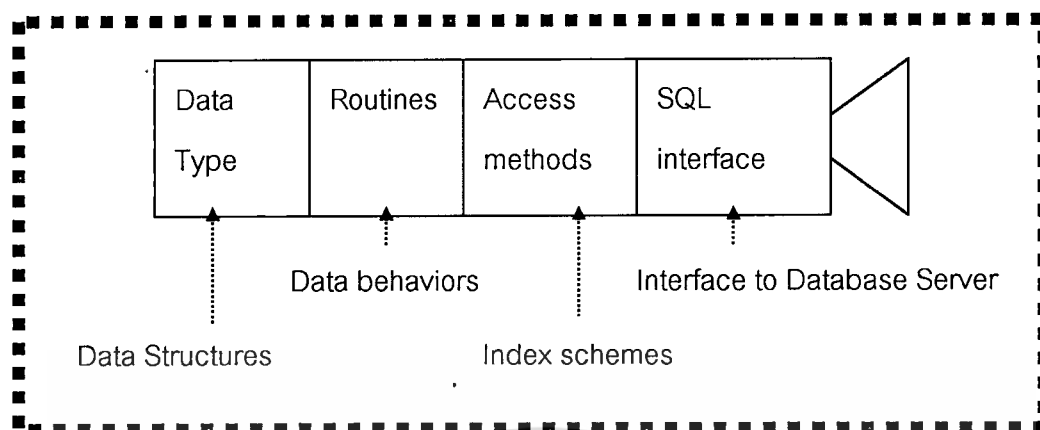 Data
Type
Routines
Access
methods
SQL
interface
Data behaviors
Interface to Database Server
Data Structures
Index schemes